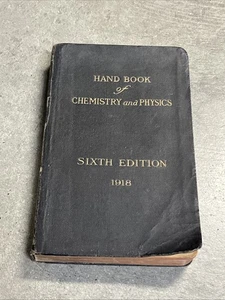 HAND BOOK
of
CHEMISTRY and PHYSICS
SIXTH EDITION
1918